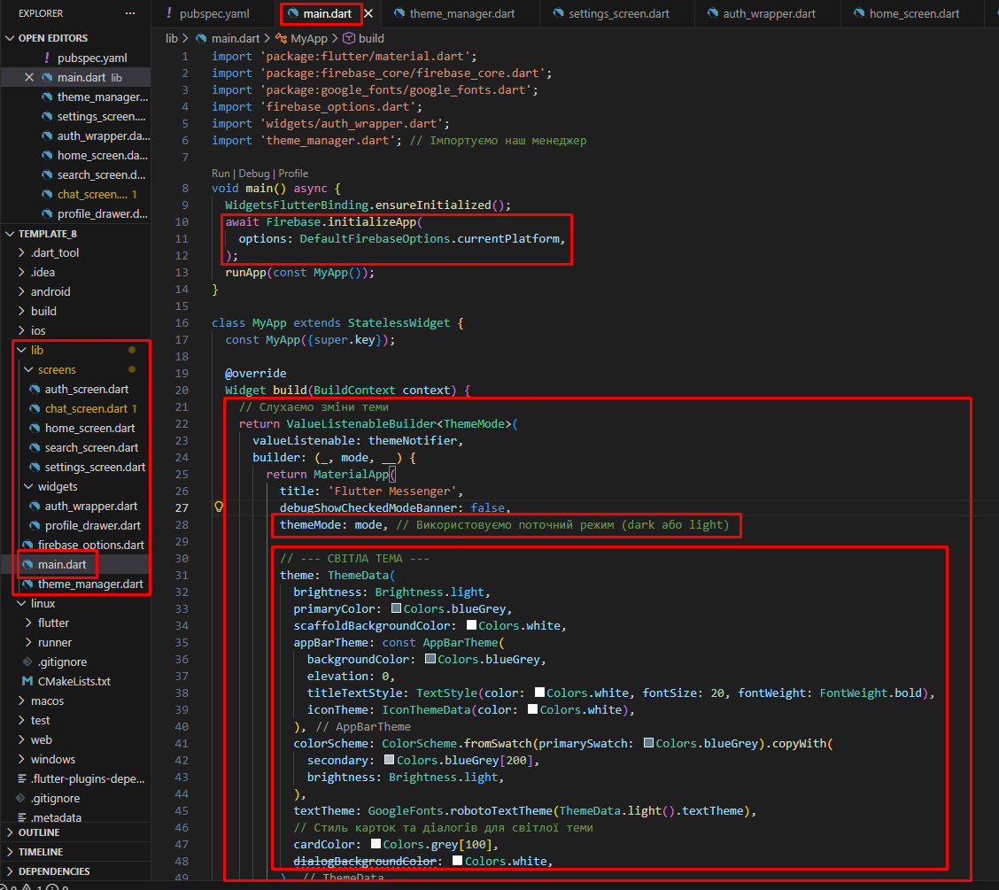 EXPLORER
···
OPEN EDITORS
! pubspec.yaml
main.dart lib
theme_manager...
settings_screen....
auth_wrapper.da...
home_screen.da...
search_screen.d...
chat_screen.... 1
profile_drawer.d...
TEMPLATE_8
.dart_tool
.idea
android
build
ios
lib
screens
auth_screen.dart
chat_screen.dart 1
home_screen.dart
search_screen.dart
settings_screen.dart
widgets
auth_wrapper.dart
profile_drawer.dart
firebase_options.dart
main.dart
theme_manager.dart
linux
flutter
runner
.gitignore
CMakeLists.txt
macos
test
web
windows
.flutter-plugins-depe...
.gitignore
.metadata
OUTLINE
TIMELINE
DEPENDENCIES
! pubspec.yaml main.dart theme_manager.dart settings_screen.dart auth_wrapper.dart home_screen.dart
lib > main.dart > MyApp > build
1 import 'package:flutter/material.dart';
2 import 'package:firebase_core/firebase_core.dart';
3 import 'package:google_fonts/google_fonts.dart';
4 import 'firebase_options.dart';
5 import 'widgets/auth_wrapper.dart';
6 import 'theme_manager.dart'; // Імпортуємо наш менеджер
7
Run | Debug | Profile
8 void main() async {
9 WidgetsFlutterBinding.ensureInitialized();
10 await Firebase.initializeApp(
11 options: DefaultFirebaseOptions.currentPlatform,
12 );
13 runApp(const MyApp());
14 }
15
16 class MyApp extends StatelessWidget {
17 const MyApp({super.key});
18
19 @override
20 Widget build(BuildContext context) {
21 // Слухаємо зміни теми
22 return ValueListenableBuilder<ThemeMode>(
23 valueListenable: themeNotifier,
24 builder: (_, mode, __) {
25 return MaterialApp(
26 title: 'Flutter Messenger',
27 debugShowCheckedModeBanner: false,
28 themeMode: mode, // Використовуємо поточний режим (dark або light)
29
30 // --- СВІТЛА ТЕМА ---
31 theme: ThemeData(
32 brightness: Brightness.light,
33 primaryColor: Colors.blueGrey,
34 scaffoldBackgroundColor: Colors.white,
35 appBarTheme: const AppBarTheme(
36 backgroundColor: Colors.blueGrey,
37 elevation: 0,
38 titleTextStyle: TextStyle(color: Colors.white, fontSize: 20, fontWeight: FontWeight.bold),
39 iconTheme: IconThemeData(color: Colors.white),
40 ), // AppBarTheme
41 colorScheme: ColorScheme.fromSwatch(primarySwatch: Colors.blueGrey).copyWith(
42 secondary: Colors.blueGrey[200],
43 brightness: Brightness.light,
44 ),
45 textTheme: GoogleFonts.robotoTextTheme(ThemeData.light().textTheme),
46 // Стиль карток та діалогів для світлої теми
47 cardColor: Colors.grey[100],
48 dialogBackgroundColor: Colors.white,
49 ), // ThemeData